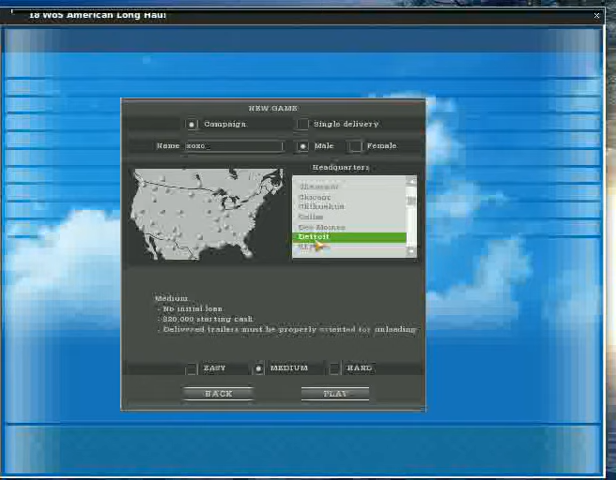 18 WoS American Long Haul
NEW GAME
Campaign Single delivery
Name Male Female
Headquarters
Chicago
Chihuahua
Dallas
Des Moines
Detroit
Medium
- No initial loan
- $20,000 starting cash
- Delivered trailers must be properly oriented for unloading
EASY MEDIUM HARD
BACK PLAY